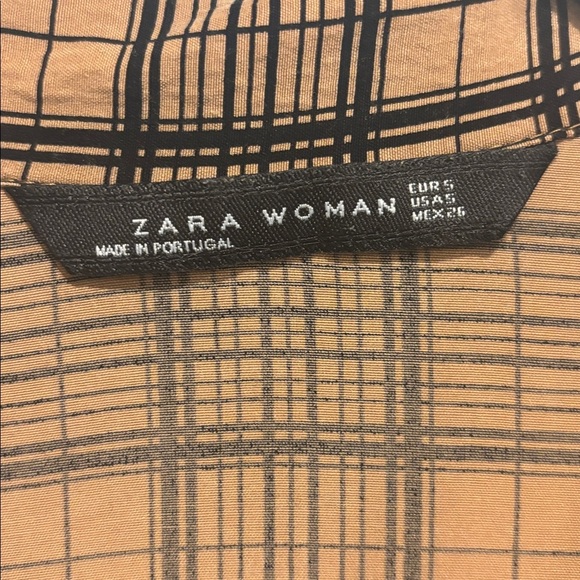 ZARA WOMAN
MADE IN PORTUGAL
EUR S
USA S
MEX 26